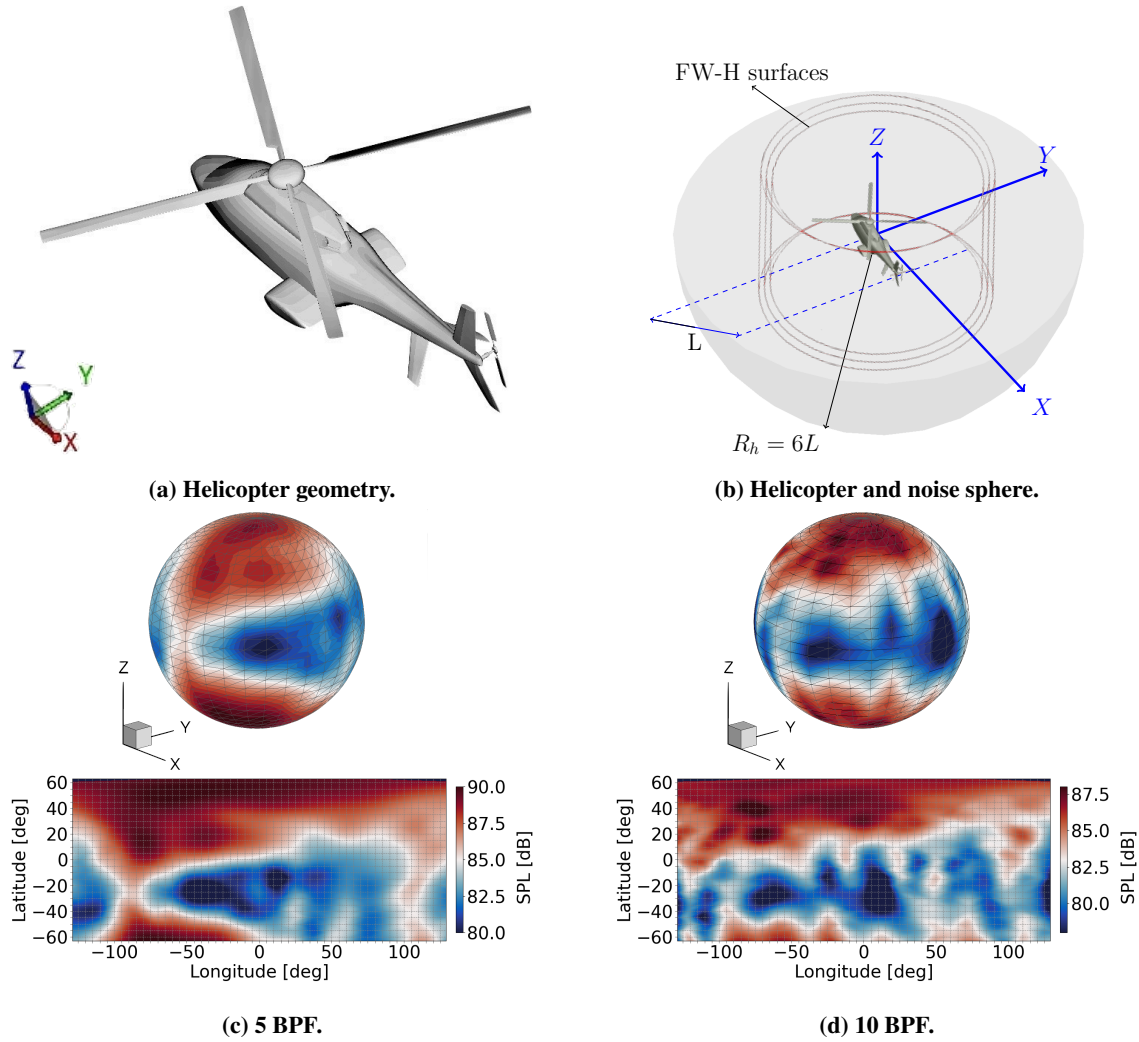 Z
Y
X
(a) Helicopter geometry.
FW-H surfaces
Z
Y
L
X
R_h = 6L
(b) Helicopter and noise sphere.
Z
Y
X
60
40
20
0
−20
−40
−60
Latitude [deg]
−100 −50 0 50 100
Longitude [deg]
90.0
87.5
85.0
82.5
80.0
SPL [dB]
(c) 5 BPF.
Z
Y
X
60
40
20
0
−20
−40
−60
Latitude [deg]
−100 −50 0 50 100
Longitude [deg]
87.5
85.0
82.5
80.0
SPL [dB]
(d) 10 BPF.